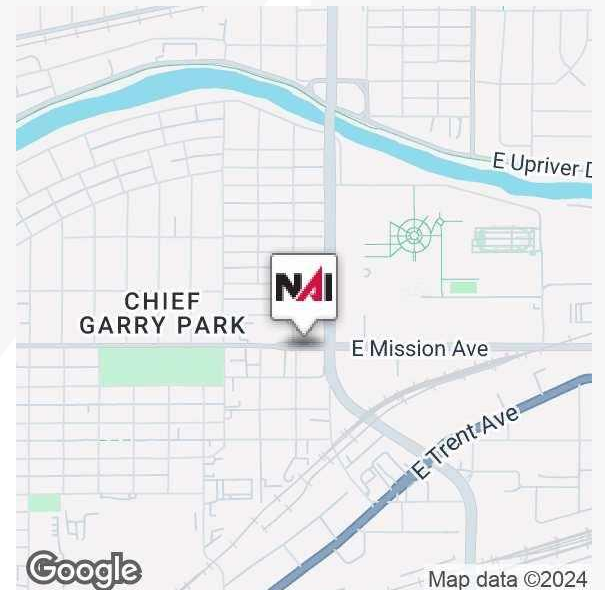 E Upriver D
NAI
CHIEF
GARRY PARK
E Mission Ave
E Trent Ave
Google
Map data ©2024